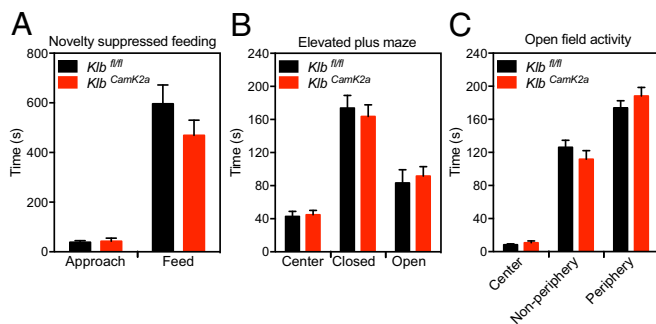 A
Novelty suppressed feeding
Klb fl/fl
Klb CamK2a
Time (s)
800
600
400
200
0
Approach Feed
B
Elevated plus maze
Klb fl/fl
Klb CamK2a
Time (s)
240
200
160
120
80
40
0
Center Closed Open
C
Open field activity
Klb fl/fl
Klb CamK2a
Time (s)
240
200
160
120
80
40
0
Center
Non-periphery
Periphery